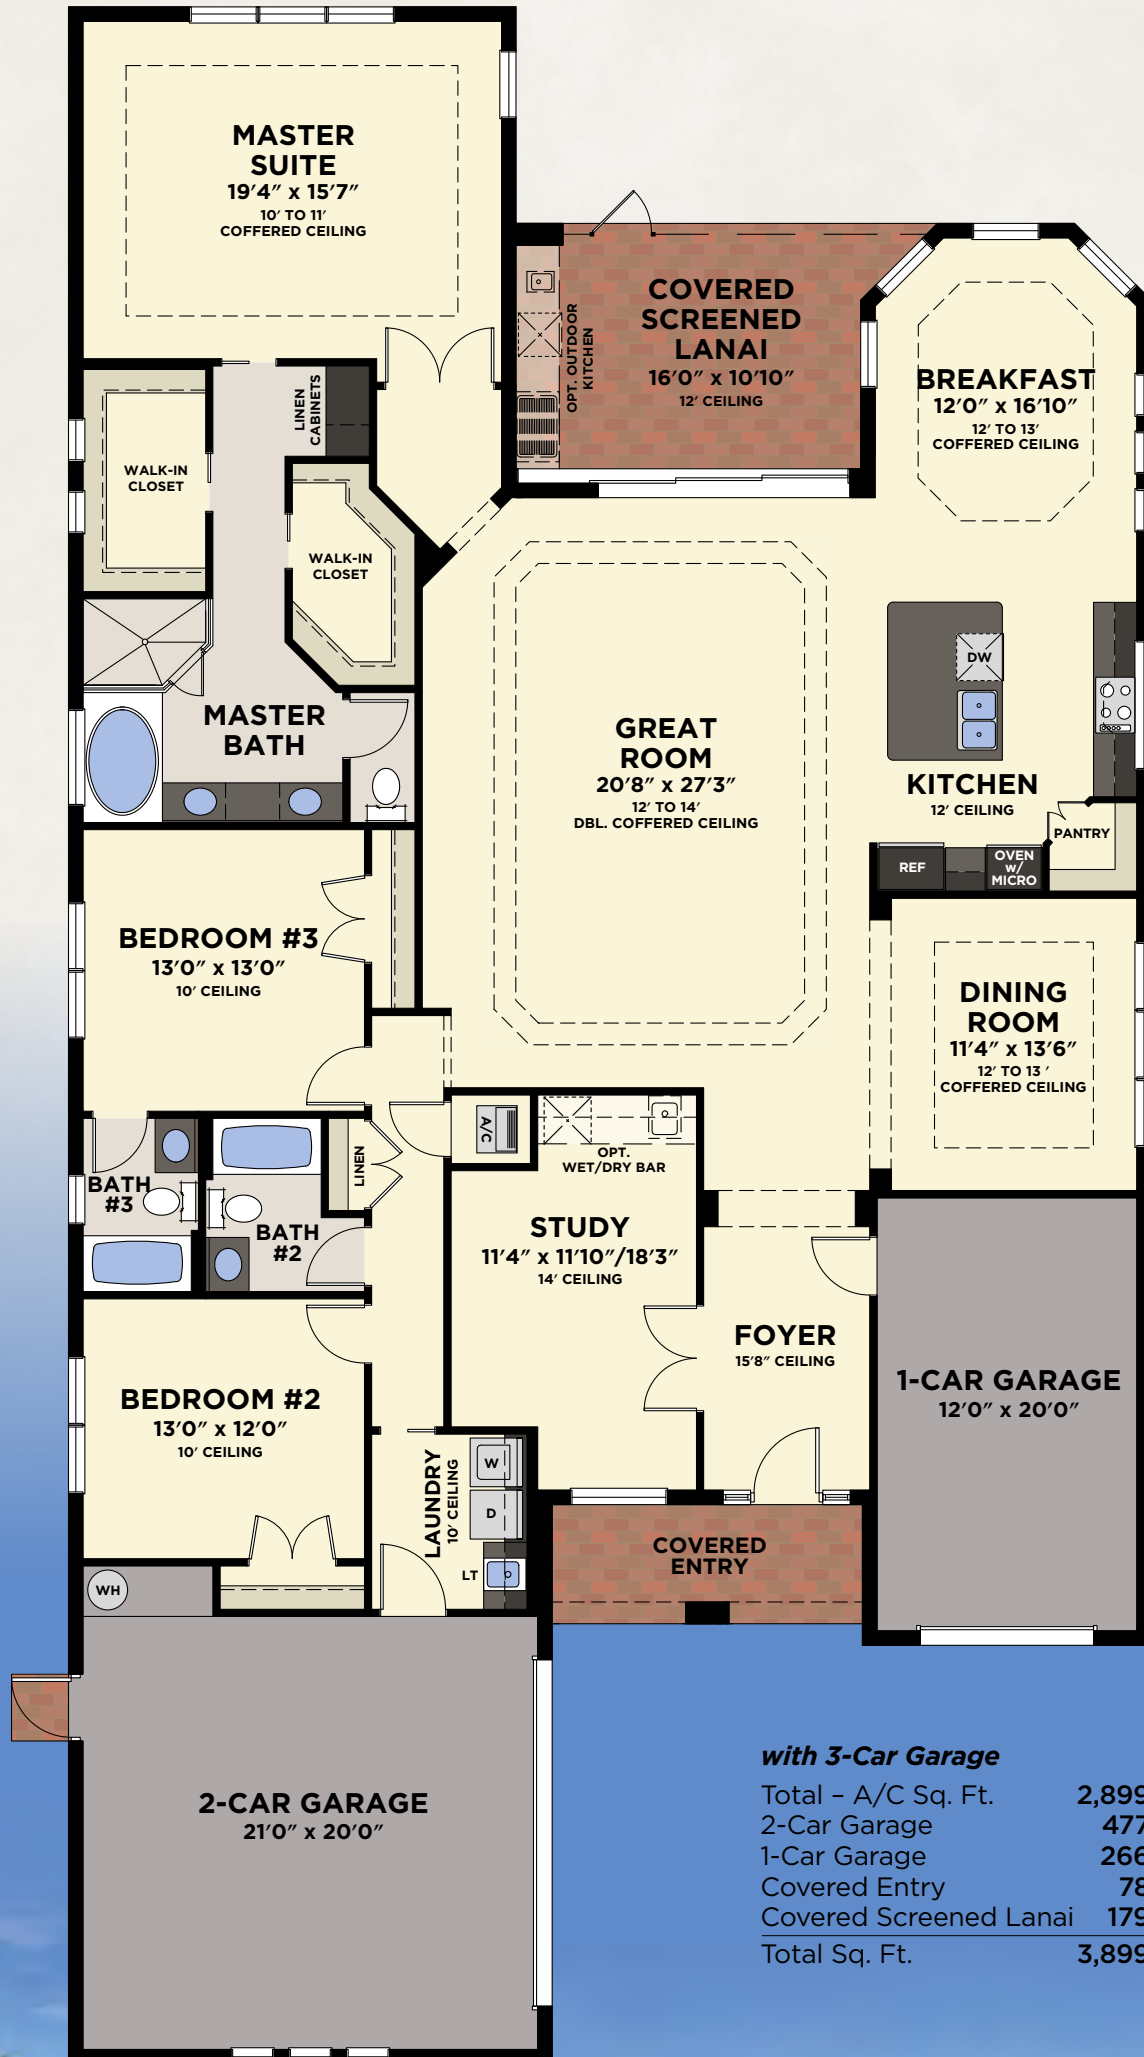 MASTER
SUITE
19'4" x 15'7"
10' TO 11'
COFFERED CEILING
COVERED
SCREENED
LANAI
16'0" x 10'10"
12' CEILING
OPT. OUTDOOR
KITCHEN
BREAKFAST
12'0" x 16'10"
12' TO 13'
COFFERED CEILING
LINEN
CABINETS
WALK-IN
CLOSET
WALK-IN
CLOSET
MASTER
BATH
GREAT
ROOM
20'8" x 27'3"
12' TO 14'
DBL. COFFERED CEILING
DW
KITCHEN
12' CEILING
PANTRY
REF
OVEN
w/
MICRO
BEDROOM #3
13'0" x 13'0"
10' CEILING
DINING
ROOM
11'4" x 13'6"
12' TO 13 '
COFFERED CEILING
A/C
OPT.
WET/DRY BAR
LINEN
BATH
#3
BATH
#2
STUDY
11'4" x 11'10"/18'3"
14' CEILING
FOYER
15'8" CEILING
1-CAR GARAGE
12'0" x 20'0"
BEDROOM #2
13'0" x 12'0"
10' CEILING
LAUNDRY
10' CEILING
W
D
LT
WH
COVERED
ENTRY
2-CAR GARAGE
21'0" x 20'0"
with 3-Car Garage
Total – A/C Sq. Ft. 2,899
2-Car Garage 477
1-Car Garage 266
Covered Entry 78
Covered Screened Lanai 179
Total Sq. Ft. 3,899